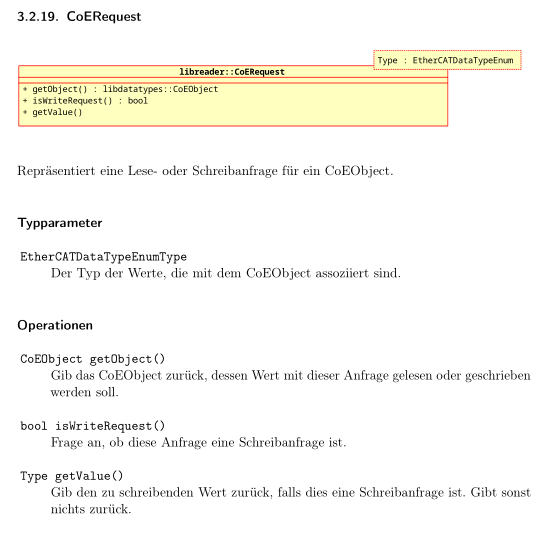 3.2.19. CoERequest
Type : EtherCATDataTypeEnum
libreader::CoERequest
+ getObject() : libdatatypes::CoEObject
+ isWriteRequest() : bool
+ getValue()
Repräsentiert eine Lese- oder Schreibanfrage für ein CoEObject.
Typparameter
EtherCATDataTypeEnumType
Der Typ der Werte, die mit dem CoEObject assoziiert sind.
Operationen
CoEObject getObject()
Gib das CoEObject zurück, dessen Wert mit dieser Anfrage gelesen oder geschrieben
werden soll.
bool isWriteRequest()
Frage an, ob diese Anfrage eine Schreibanfrage ist.
Type getValue()
Gib den zu schreibenden Wert zurück, falls dies eine Schreibanfrage ist. Gibt sonst
nichts zurück.